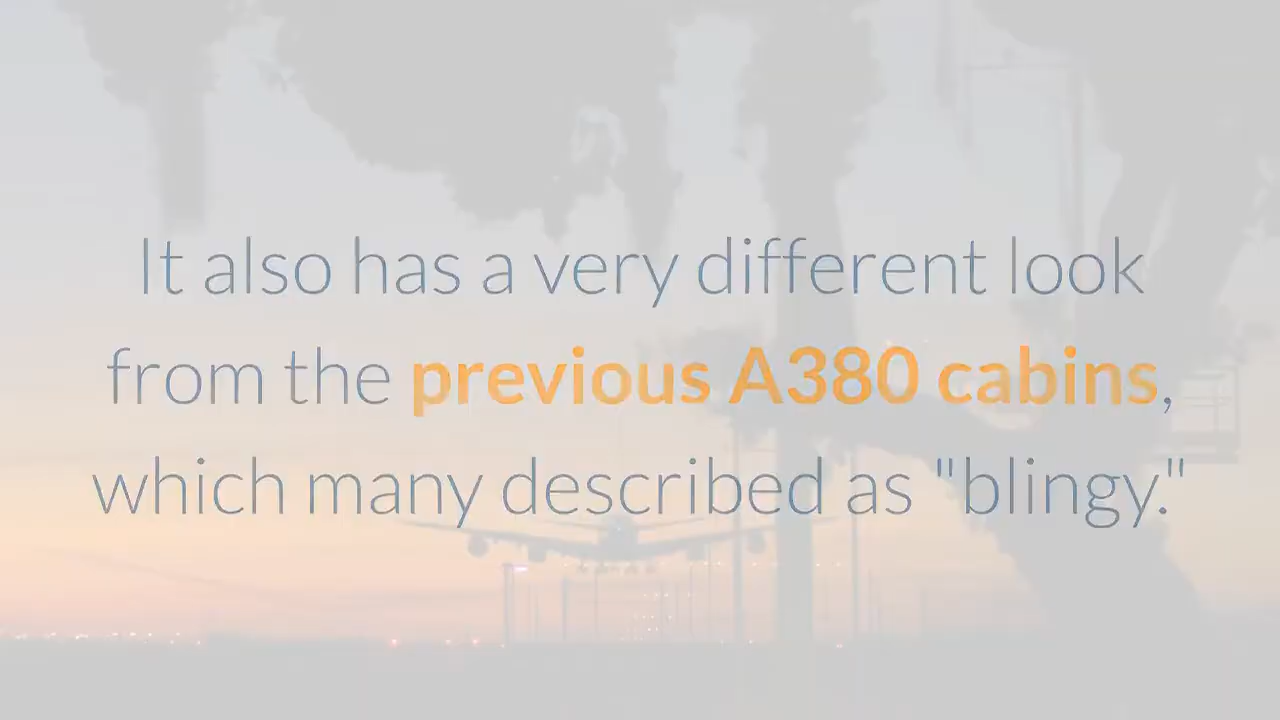 It also has a very different look
from the previous A380 cabins,
which many described as "blingy."